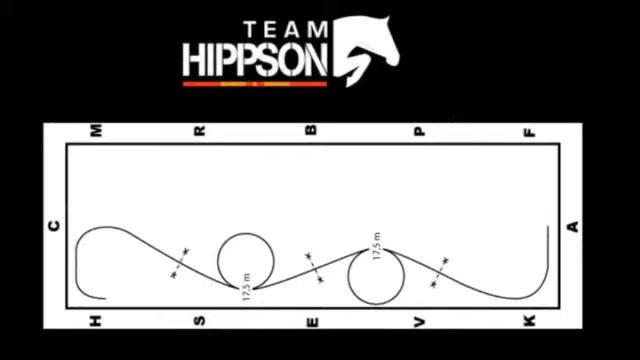 TEAM
HIPPSON
M R B P F
C A
17,5 m
17,5 m
H S E V K